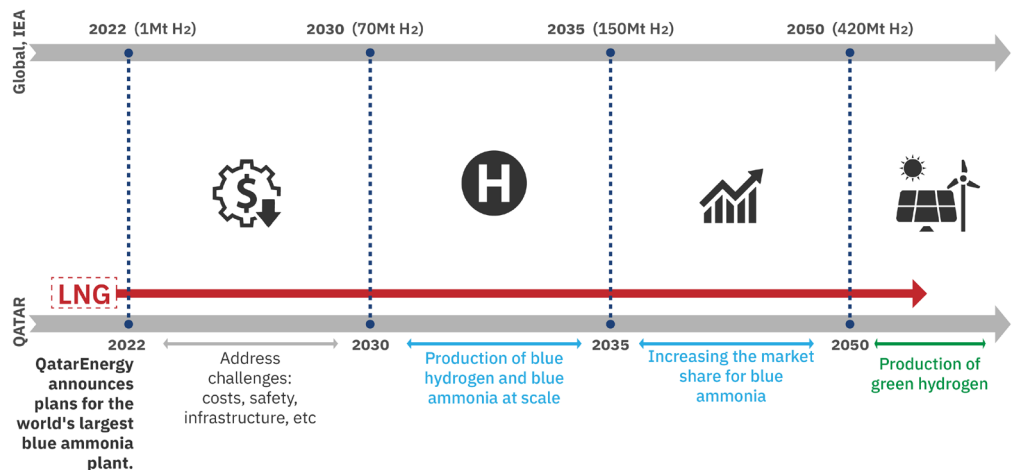 Global, IEA
2022 (1Mt H2)
2030 (70Mt H2)
2035 (150Mt H2)
2050 (420Mt H2)
$
H
LNG
QATAR
2022
2030
2035
2050
QatarEnergy
announces
plans for the
world's largest
blue ammonia
plant.
Address
challenges:
costs, safety,
infrastructure, etc
Production of blue
hydrogen and blue
ammonia at scale
Increasing the market
share for blue
ammonia
Production of
green hydrogen